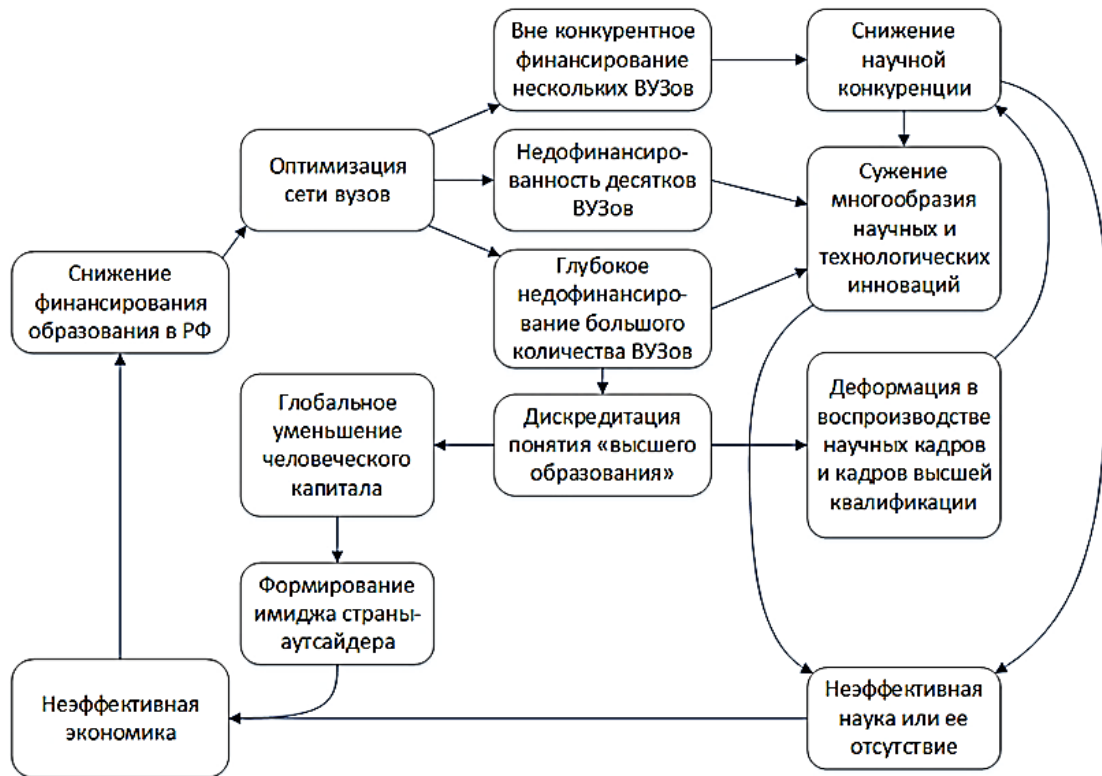 Вне конкурентное
финансирование
нескольких ВУЗов
Снижение
научной
конкуренции
Оптимизация
сети вузов
Недофинансиро-
ванность десятков
ВУЗов
Сужение
многообразия
научных и
технологических
инноваций
Снижение
финансирования
образования в РФ
Глубокое
недофинансиро-
вание большого
количества ВУЗов
Глобальное
уменьшение
человеческого
капитала
Дискредитация
понятия «высшего
образования»
Деформация в
воспроизводстве
научных кадров
и кадров высшей
квалификации
Формирование
имиджа страны-
аутсайдера
Неэффективная
экономика
Неэффективная
наука или ее
отсутствие